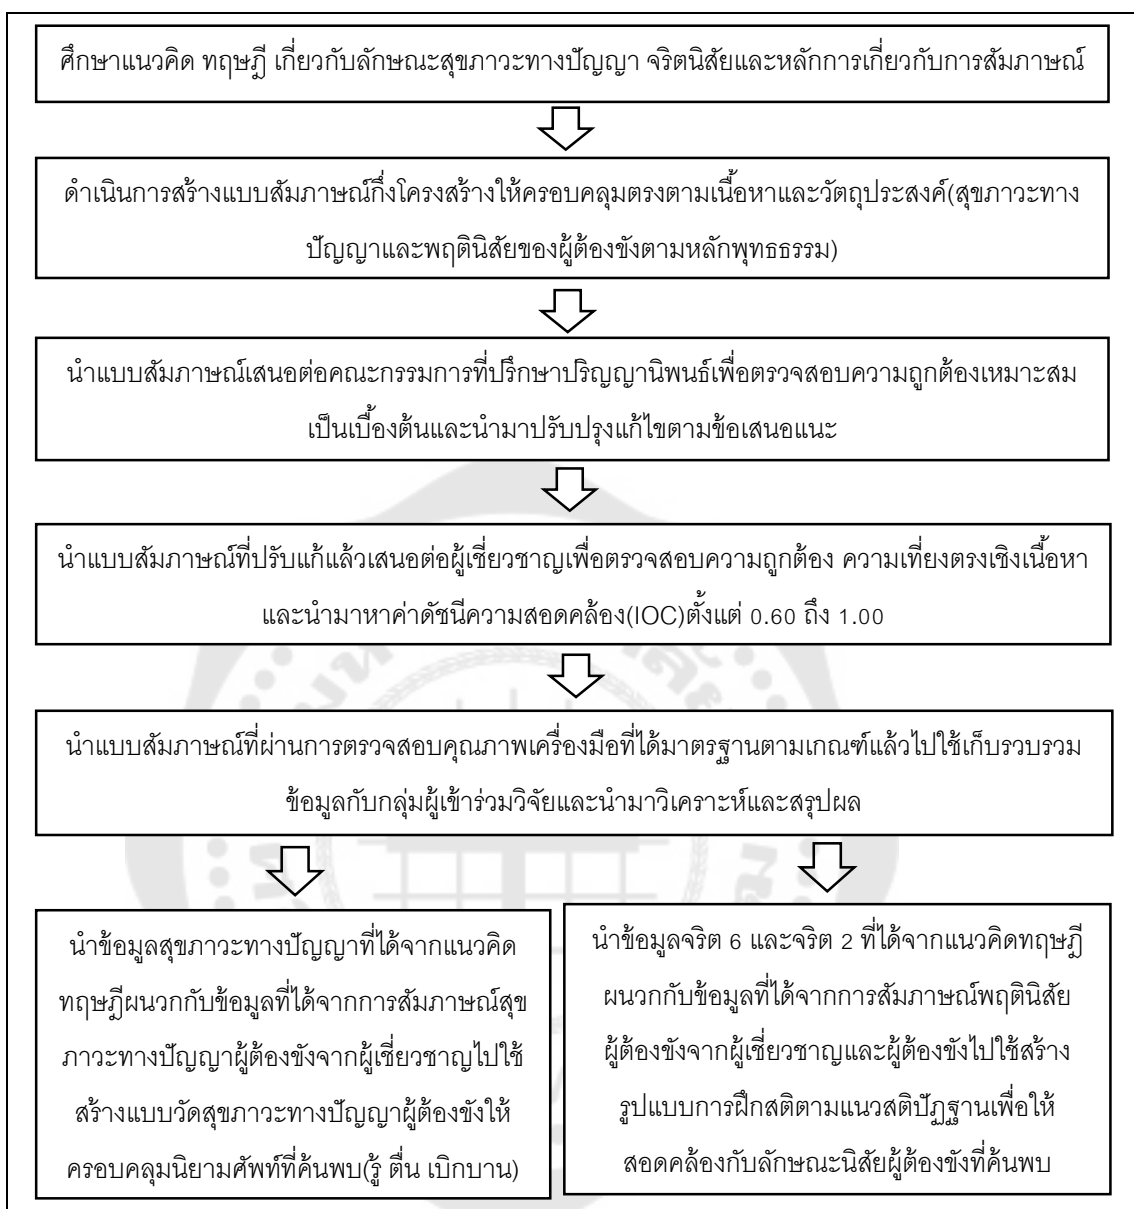 ศึกษาแนวคิด ทฤษฎี เกี่ยวกับลักษณะสุขภาวะทางปัญญา จริตนิสัยและหลักการเกี่ยวกับการสัมภาษณ์
ดำเนินการสร้างแบบสัมภาษณ์กึ่งโครงสร้างให้ครอบคลุมตรงตามเนื้อหาและวัตถุประสงค์(สุขภาวะทาง
ปัญญาและพฤตินิสัยของผู้ต้องขังตามหลักพุทธธรรม)
นำแบบสัมภาษณ์เสนอต่อคณะกรรมการที่ปรึกษาปริญญานิพนธ์เพื่อตรวจสอบความถูกต้องเหมาะสม
เป็นเบื้องต้นและนำมาปรับปรุงแก้ไขตามข้อเสนอแนะ
นำแบบสัมภาษณ์ที่ปรับแก้แล้วเสนอต่อผู้เชี่ยวชาญเพื่อตรวจสอบความถูกต้อง ความเที่ยงตรงเชิงเนื้อหา
และนำมาหาค่าดัชนีความสอดคล้อง(IOC)ตั้งแต่ 0.60 ถึง 1.00
นำแบบสัมภาษณ์ที่ผ่านการตรวจสอบคุณภาพเครื่องมือที่ได้มาตรฐานตามเกณฑ์แล้วไปใช้เก็บรวบรวม
ข้อมูลกับกลุ่มผู้เข้าร่วมวิจัยและนำมาวิเคราะห์และสรุปผล
นำข้อมูลสุขภาวะทางปัญญาที่ได้จากแนวคิด
ทฤษฎีผนวกกับข้อมูลที่ได้จากการสัมภาษณ์สุข
ภาวะทางปัญญาผู้ต้องขังจากผู้เชี่ยวชาญไปใช้
สร้างแบบวัดสุขภาวะทางปัญญาผู้ต้องขังให้
ครอบคลุมนิยามศัพท์ที่ค้นพบ(รู้ ตื่น เบิกบาน)
นำข้อมูลจริต 6 และจริต 2 ที่ได้จากแนวคิดทฤษฎี
ผนวกกับข้อมูลที่ได้จากการสัมภาษณ์พฤตินิสัย
ผู้ต้องขังจากผู้เชี่ยวชาญและผู้ต้องขังไปใช้สร้าง
รูปแบบการฝึกสติตามแนวสติปัฏฐานเพื่อให้
สอดคล้องกับลักษณะนิสัยผู้ต้องขังที่ค้นพบ